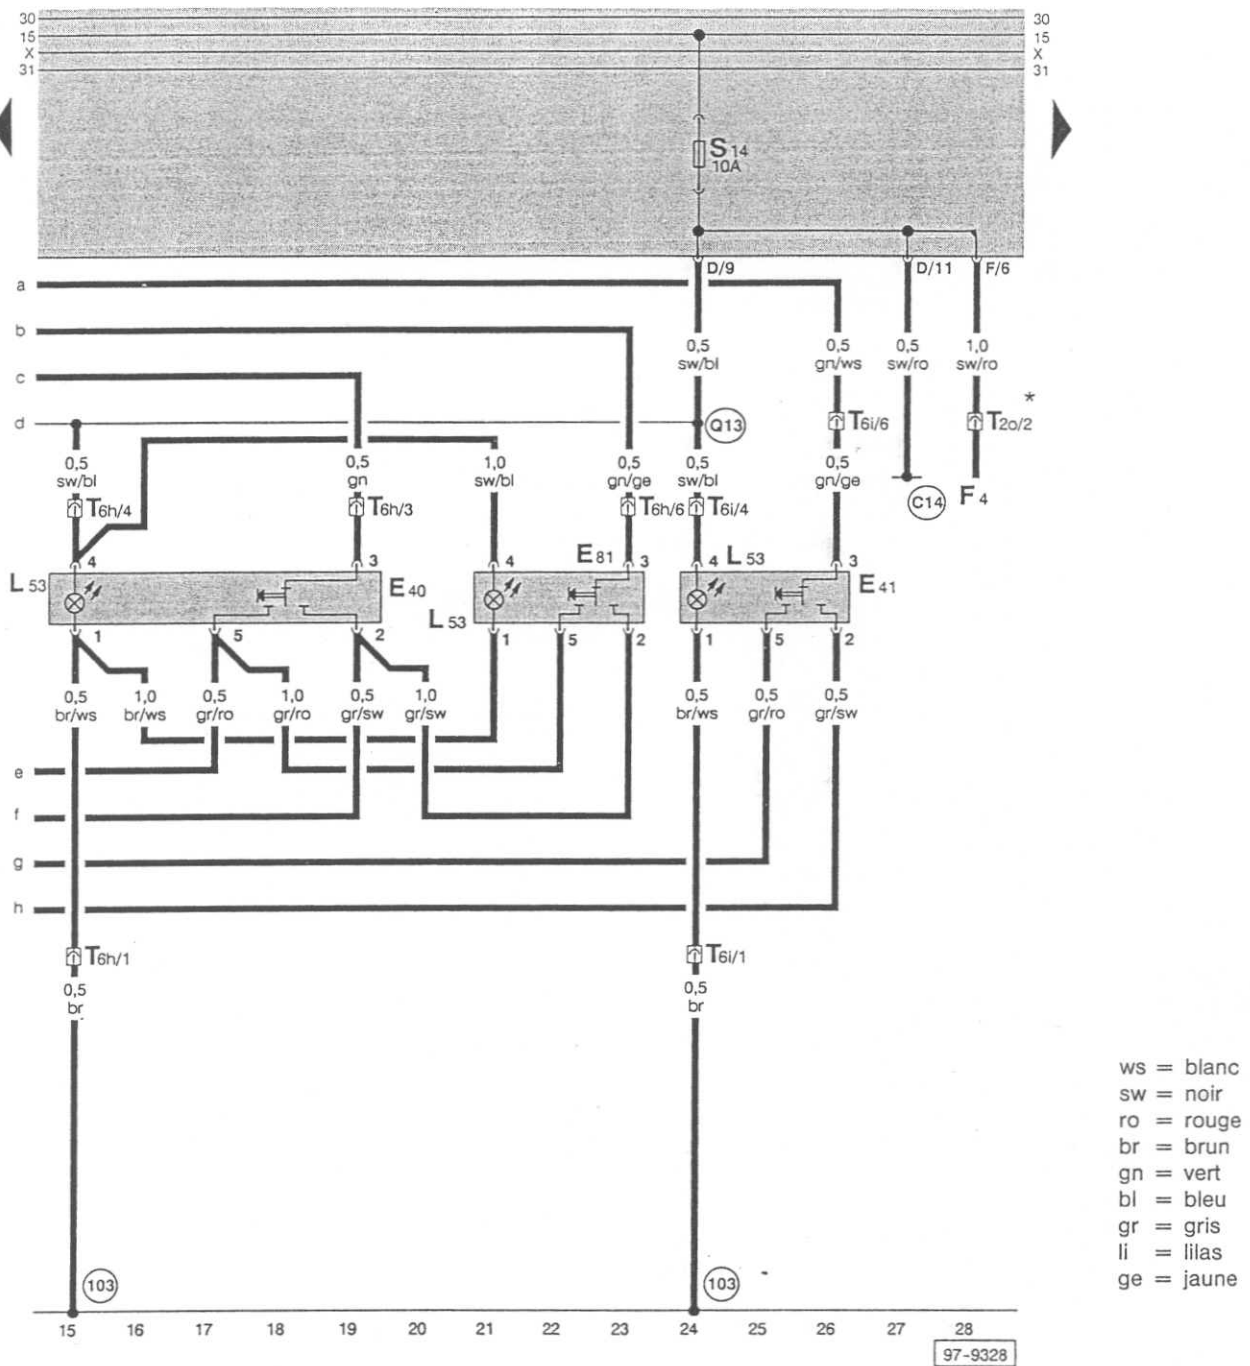 30 30
15 15
X X
31 31
S14
10A
D/9 D/11 F/6
a
b
0,5 0,5 0,5 1,0
sw/bl gn/ws sw/ro sw/ro
c
*
d Q13 T6i/6 T2o/2
0,5 0,5 1,0 0,5 0,5 0,5
sw/bl gn sw/bl gn/ge sw/bl gn/ge
T6h/4 T6h/3 T6h/6 T6i/4 C14 F4
E81 L53
4 3 4 3 4 3
L53 E40 L53 E41
1 5 2 1 5 2 1 5 2
0,5 1,0 0,5 1,0 0,5 1,0 0,5 0,5 0,5
br/ws br/ws gr/ro gr/ro gr/sw gr/sw br/ws gr/ro gr/sw
e
f
g
h
T6h/1 T6i/1
0,5 0,5
br br
ws = blanc
sw = noir
ro = rouge
br = brun
gn = vert
bl = bleu
gr = gris
li = lilas
ge = jaune
103 103
15 16 17 18 19 20 21 22 23 24 25 26 27 28
97-9328